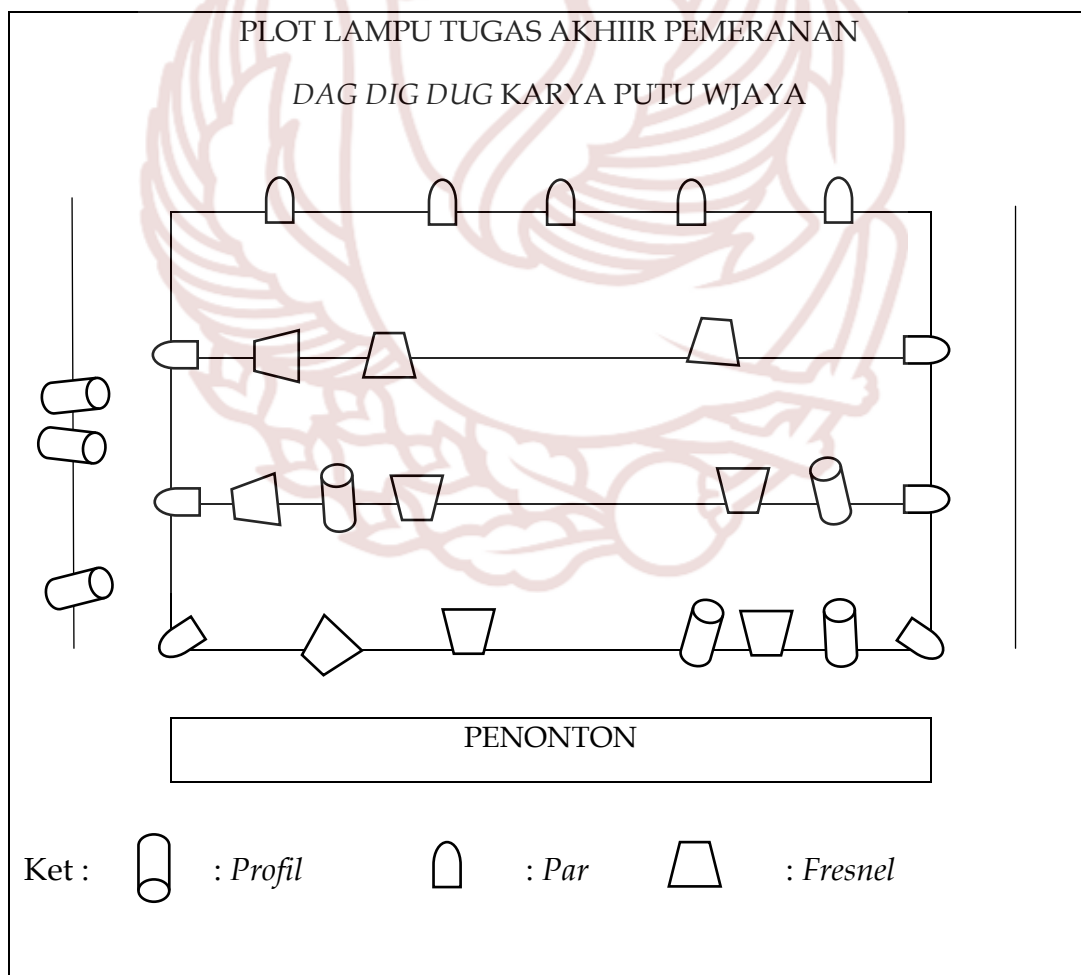 PLOT LAMPU TUGAS AKHIIR PEMERANAN
DAG DIG DUG KARYA PUTU WJAYA
PENONTON
Ket : : Profil : Par : Fresnel